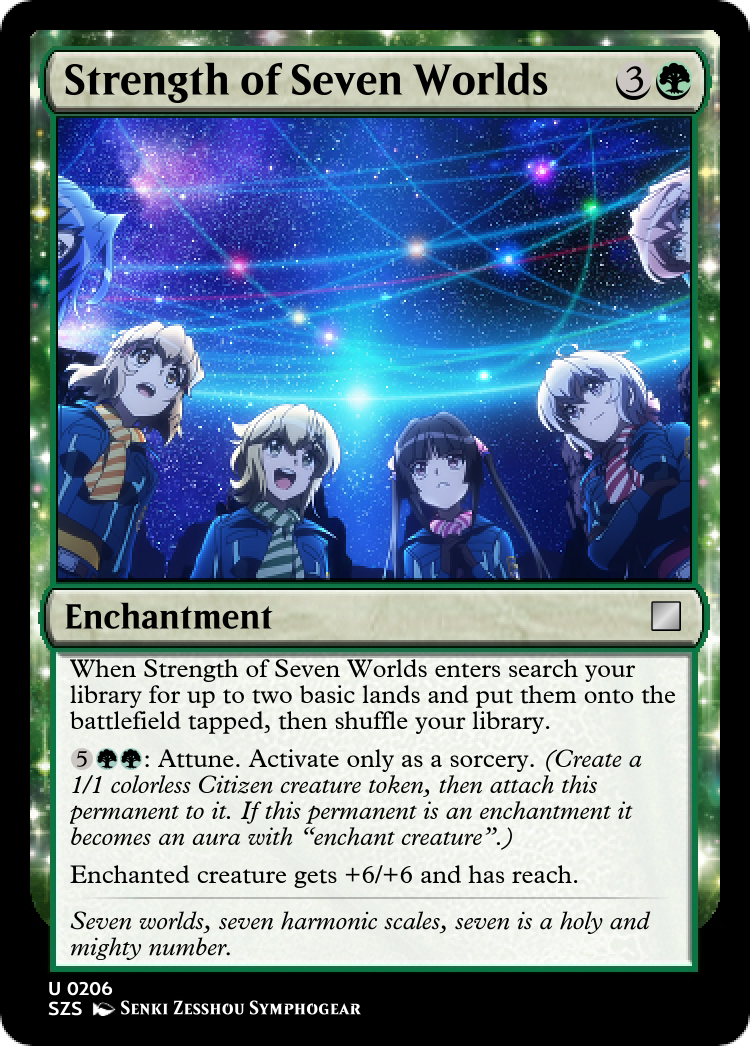 Strength of Seven Worlds 3
Enchantment
When Strength of Seven Worlds enters search your
library for up to two basic lands and put them onto the
battlefield tapped, then shuffle your library.
5: Attune. Activate only as a sorcery. (Create a
1/1 colorless Citizen creature token, then attach this
permanent to it. If this permanent is an enchantment it
becomes an aura with “enchant creature”.)
Enchanted creature gets +6/+6 and has reach.
Seven worlds, seven harmonic scales, seven is a holy and
mighty number.
U 0206
SZS Senki Zesshou Symphogear